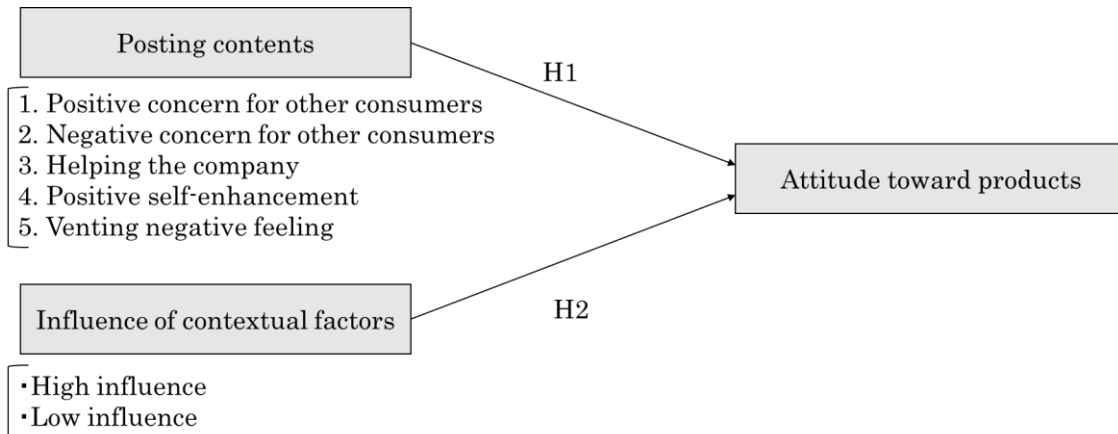 Posting contents
H1
1. Positive concern for other consumers
2. Negative concern for other consumers
3. Helping the company
4. Positive self-enhancement
5. Venting negative feeling
Attitude toward products
Influence of contextual factors
H2
・High influence
・Low influence